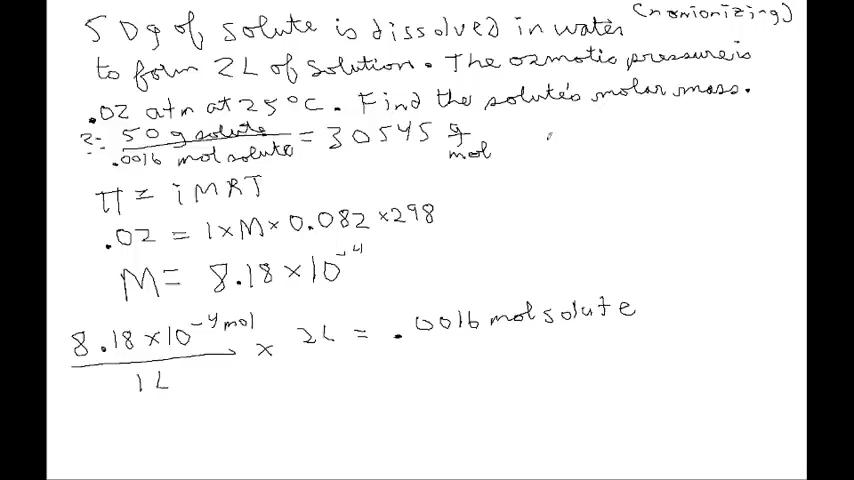 50g of solute is dissolved in water (nonionizing)
to form 2L of solution. The ozmotic pressure is
.02 atm at 25°C. Find the solute's molar mass.
?= 50 g solute / .0016 mol solute = 30545 g/mol
π = iMRT
.02 = 1×M×0.082×298
M= 8.18×10⁻⁴
8.18×10⁻⁴ mol / 1L × 2L = .0016 mol solute